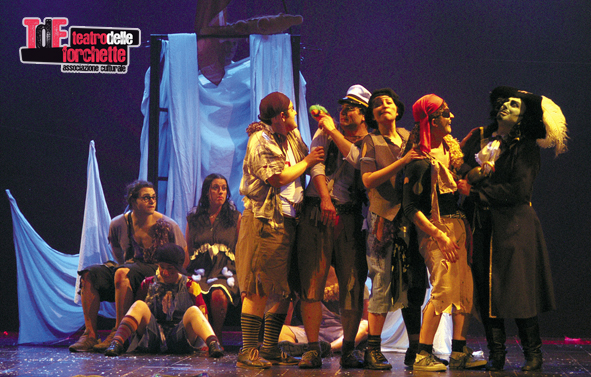 TdF teatrodelle
forchette
associazione culturale